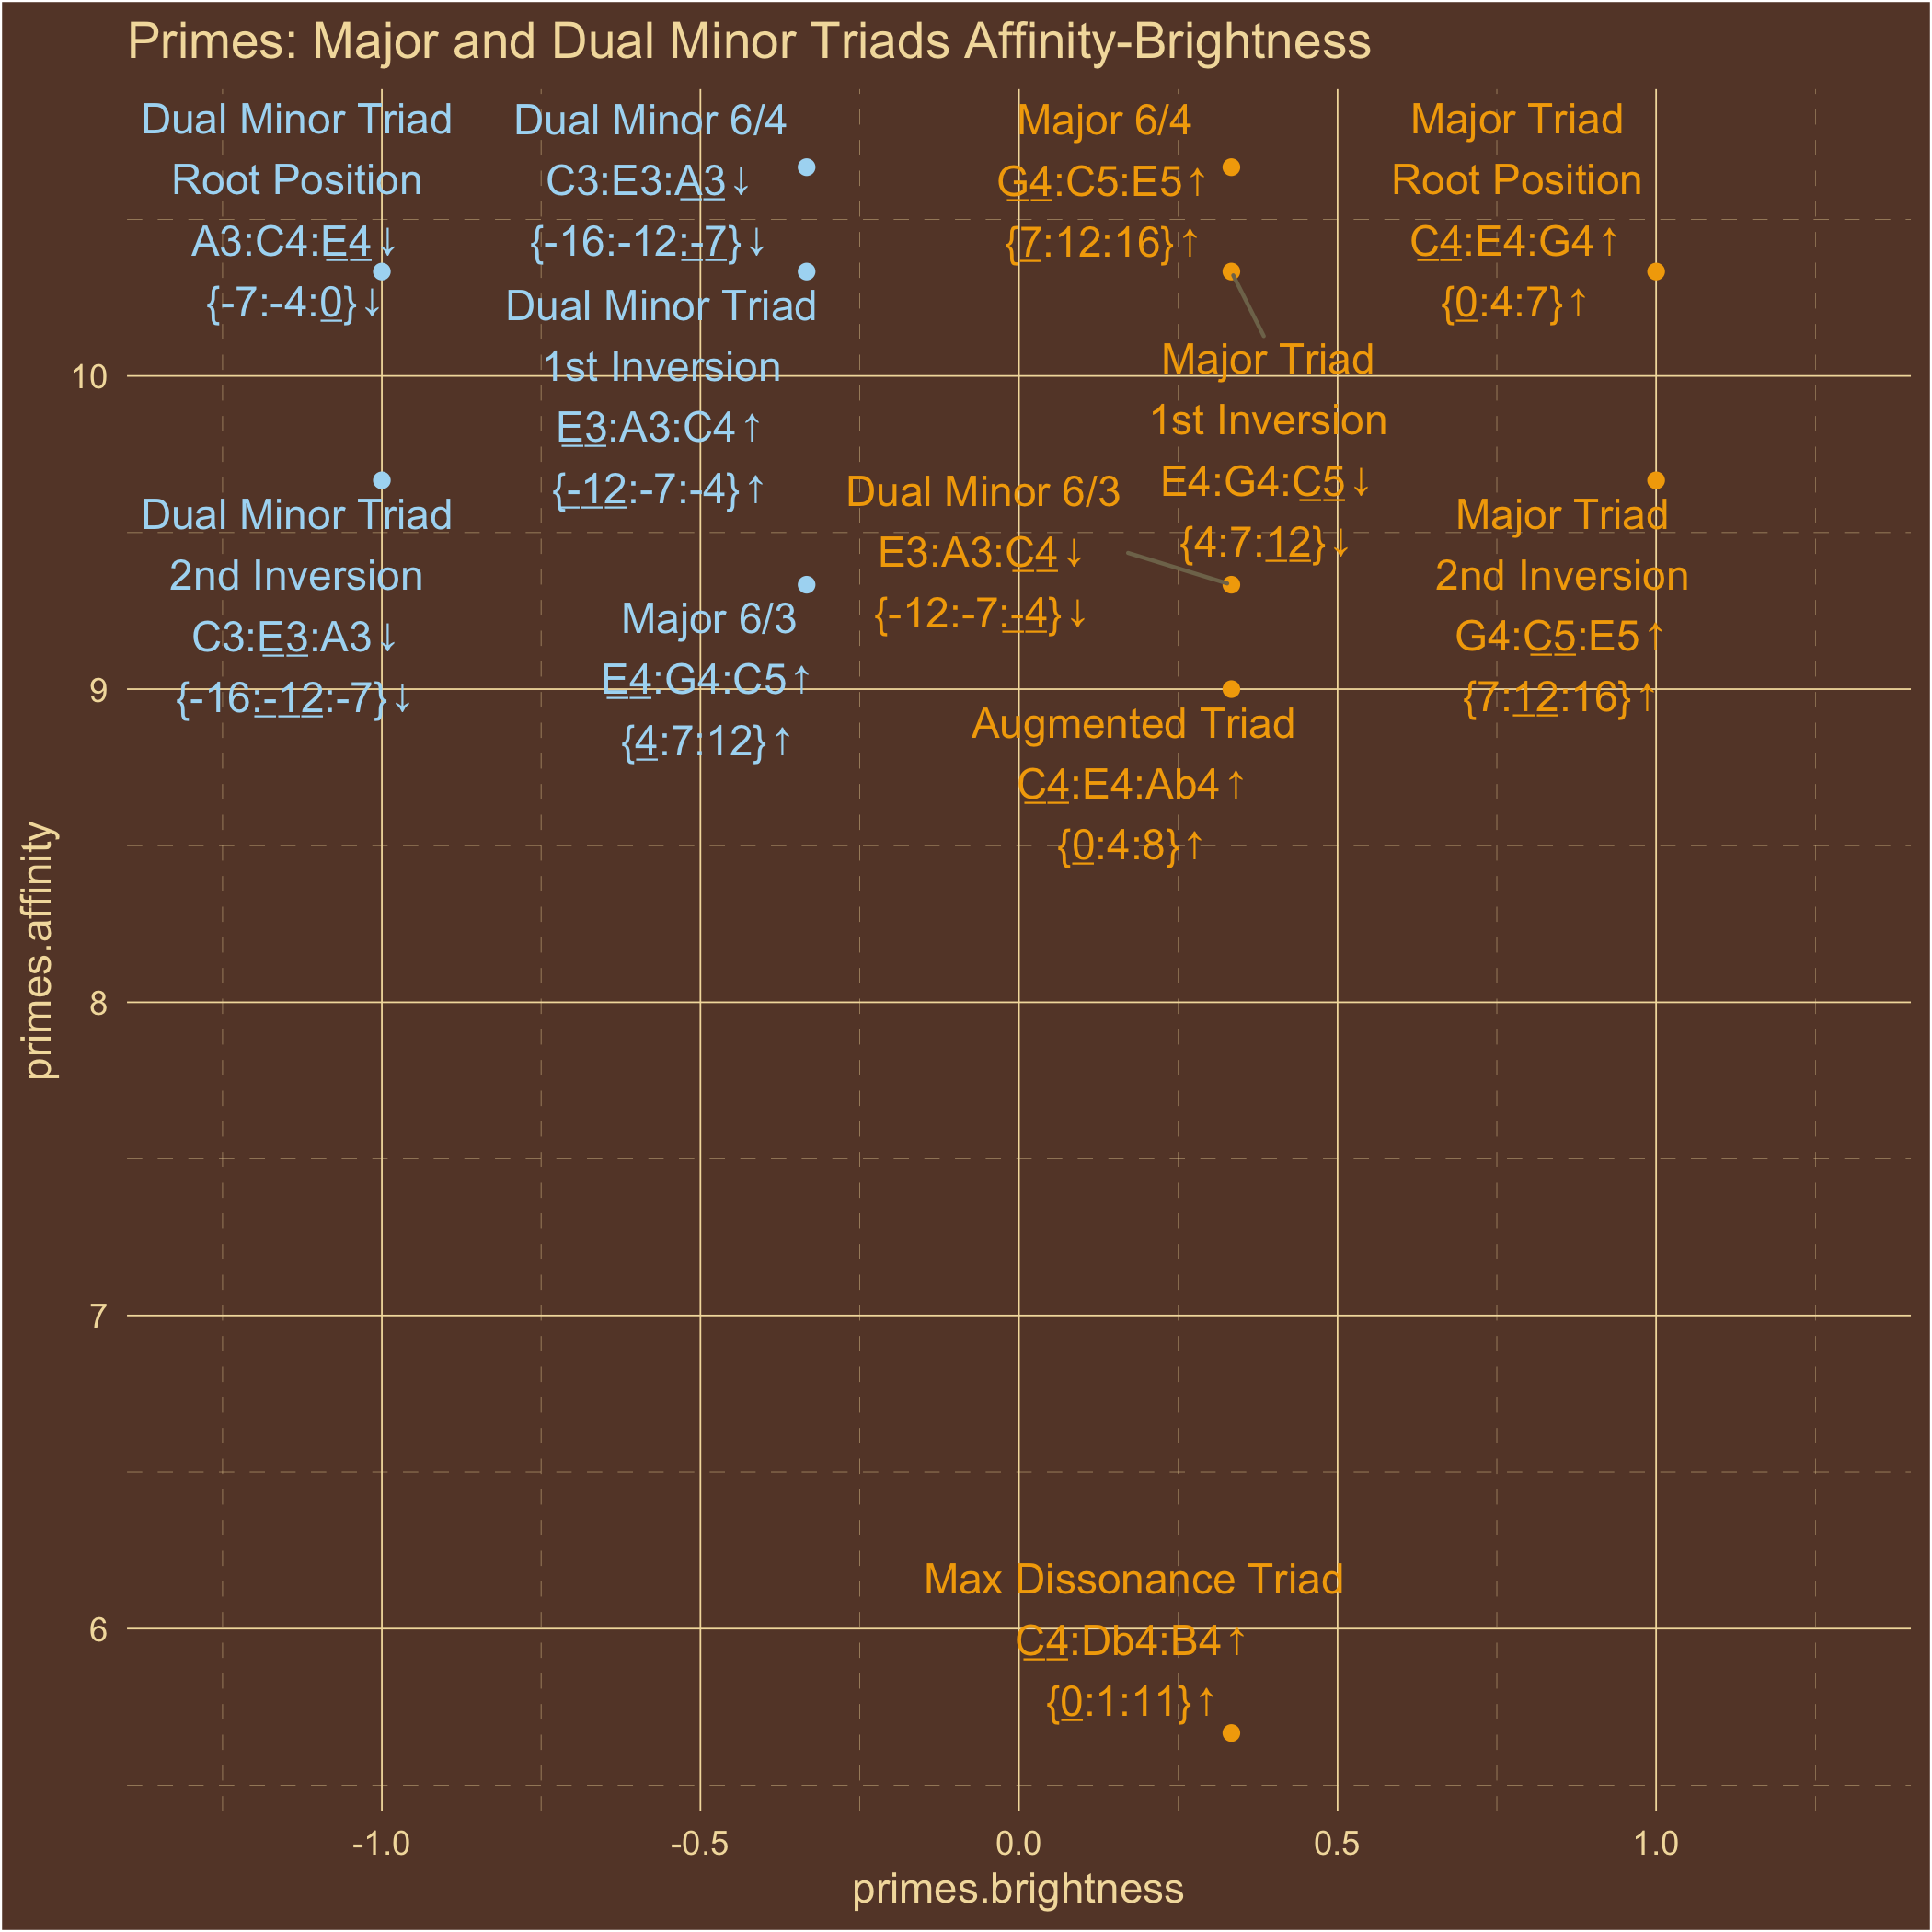 Primes: Major and Dual Minor Triads Affinity-Brightness
Dual Minor Triad
Root Position
A3:C4:E4↓
{-7:-4:0}↓
Dual Minor 6/4
C3:E3:A3↓
{-16:-12:-7}↓
Major 6/4
G4:C5:E5↑
{7:12:16}↑
Major Triad
Root Position
C4:E4:G4↑
{0:4:7}↑
Dual Minor Triad
1st Inversion
E3:A3:C4↑
{-12:-7:-4}↑
Major Triad
1st Inversion
E4:G4:C5↓
{4:7:12}↓
Dual Minor Triad
2nd Inversion
C3:E3:A3↓
{-16:-12:-7}↓
Dual Minor 6/3
E3:A3:C4↓
{-12:-7:-4}↓
Major Triad
2nd Inversion
G4:C5:E5↑
{7:12:16}↑
Major 6/3
E4:G4:C5↑
{4:7:12}↑
Augmented Triad
C4:E4:Ab4↑
{0:4:8}↑
Max Dissonance Triad
C4:Db4:B4↑
{0:1:11}↑
10
9
8
7
6
primes.affinity
-1.0
-0.5
0.0
0.5
1.0
primes.brightness